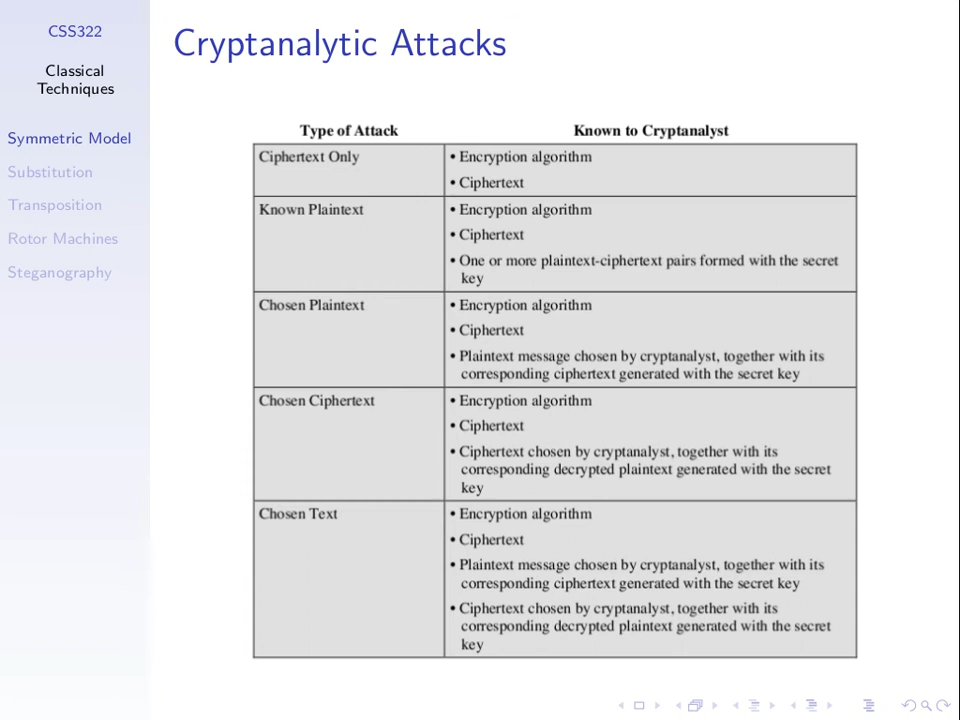 CSS322
Classical
Techniques
Symmetric Model
Substitution
Transposition
Rotor Machines
Steganography
Cryptanalytic Attacks
Type of Attack Known to Cryptanalyst
Ciphertext Only • Encryption algorithm
• Ciphertext
Known Plaintext • Encryption algorithm
• Ciphertext
• One or more plaintext-ciphertext pairs formed with the secret
key
Chosen Plaintext • Encryption algorithm
• Ciphertext
• Plaintext message chosen by cryptanalyst, together with its
corresponding ciphertext generated with the secret key
Chosen Ciphertext • Encryption algorithm
• Ciphertext
• Ciphertext chosen by cryptanalyst, together with its
corresponding decrypted plaintext generated with the secret
key
Chosen Text • Encryption algorithm
• Ciphertext
• Plaintext message chosen by cryptanalyst, together with its
corresponding ciphertext generated with the secret key
• Ciphertext chosen by cryptanalyst, together with its
corresponding decrypted plaintext generated with the secret
key